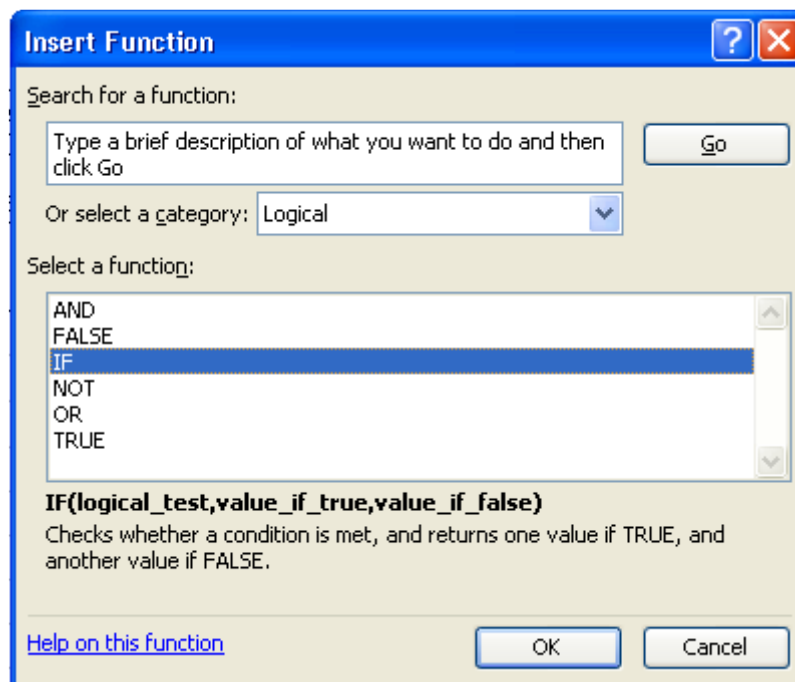 Insert Function
Search for a function:
Type a brief description of what you want to do and then
click Go
Go
Or select a category: Logical
Select a function:
AND
FALSE
IF
NOT
OR
TRUE
IF(logical_test,value_if_true,value_if_false)
Checks whether a condition is met, and returns one value if TRUE, and
another value if FALSE.
Help on this function
OK
Cancel